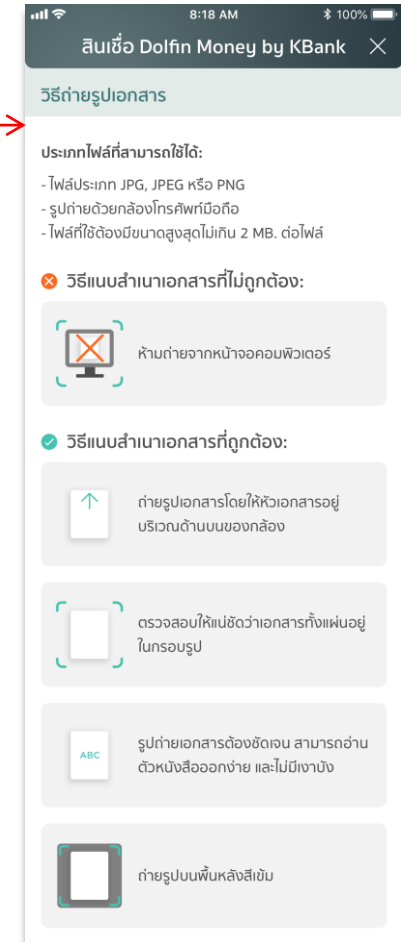 8:18 AM
100%
สินเชื่อ Dolfin Money by KBank
วิธีถ่ายรูปเอกสาร
ประเภทไฟล์ที่สามารถใช้ได้:
- ไฟล์ประเภท JPG, JPEG หรือ PNG
- รูปถ่ายด้วยกล้องโทรศัพท์มือถือ
- ไฟล์ที่ใช้ต้องมีขนาดสูงสุดไม่เกิน 2 MB. ต่อไฟล์
วิธีแนบสำเนาเอกสารที่ไม่ถูกต้อง:
ห้ามถ่ายจากหน้าจอคอมพิวเตอร์
วิธีแนบสำเนาเอกสารที่ถูกต้อง:
ถ่ายรูปเอกสารโดยให้หัวเอกสารอยู่
บริเวณด้านบนของกล้อง
ตรวจสอบให้แน่ชัดว่าเอกสารทั้งแผ่นอยู่
ในกรอบรูป
ABC
รูปถ่ายเอกสารต้องชัดเจน สามารถอ่าน
ตัวหนังสือออกง่าย และไม่มีเงาบัง
ถ่ายรูปบนพื้นหลังสีเข้ม